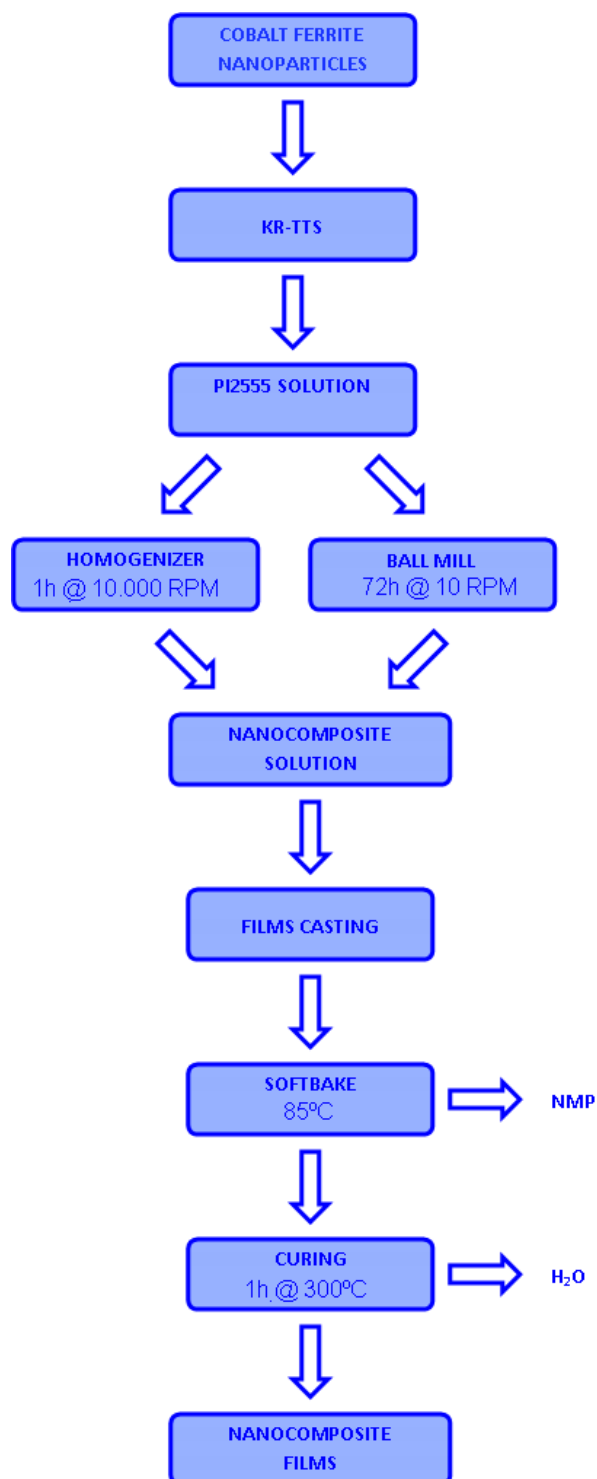 COBALT FERRITE
NANOPARTICLES
KR-TTS
PI2555 SOLUTION
HOMOGENIZER
1h @ 10.000 RPM
BALL MILL
72h @ 10 RPM
NANOCOMPOSITE
SOLUTION
FILMS CASTING
SOFTBAKE
85ºC
NMP
CURING
1h @ 300ºC
H₂O
NANOCOMPOSITE
FILMS